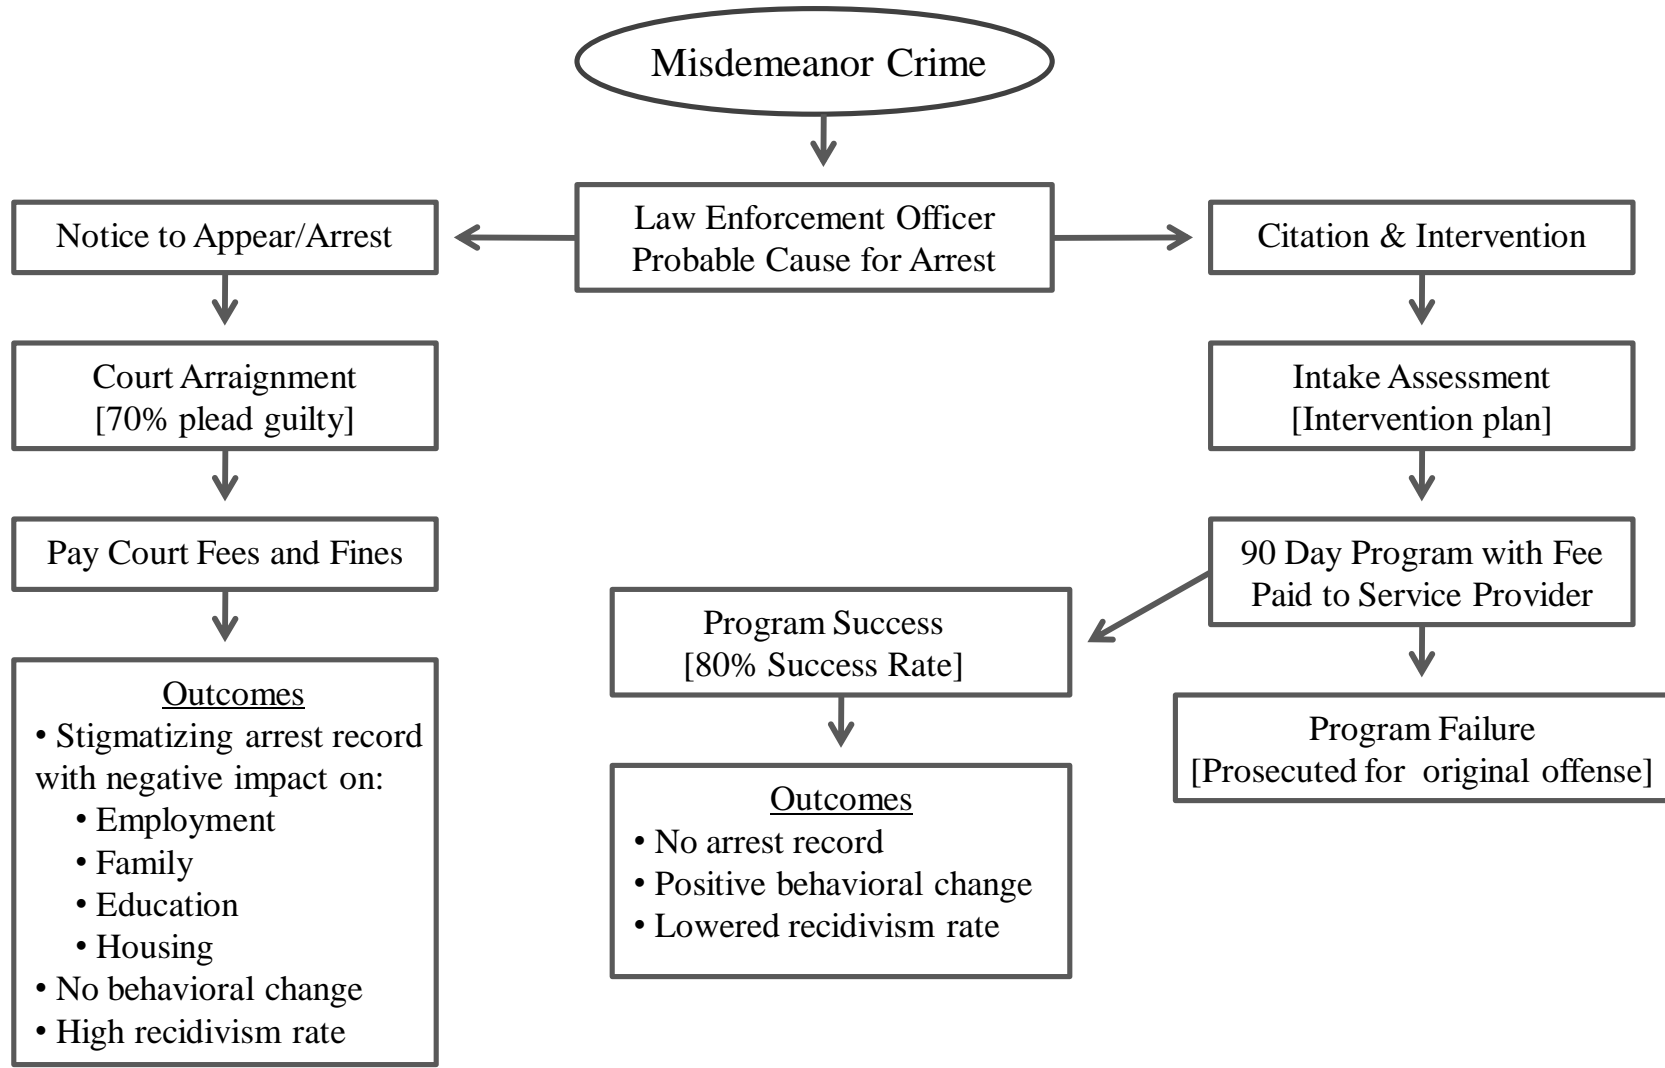 Misdemeanor Crime
Law Enforcement Officer
Probable Cause for Arrest
Notice to Appear/Arrest
Court Arraignment
[70% plead guilty]
Pay Court Fees and Fines
Outcomes
• Stigmatizing arrest record
with negative impact on:
• Employment
• Family
• Education
• Housing
• No behavioral change
• High recidivism rate
Citation & Intervention
Intake Assessment
[Intervention plan]
90 Day Program with Fee
Paid to Service Provider
Program Success
[80% Success Rate]
Outcomes
• No arrest record
• Positive behavioral change
• Lowered recidivism rate
Program Failure
[Prosecuted for original offense]